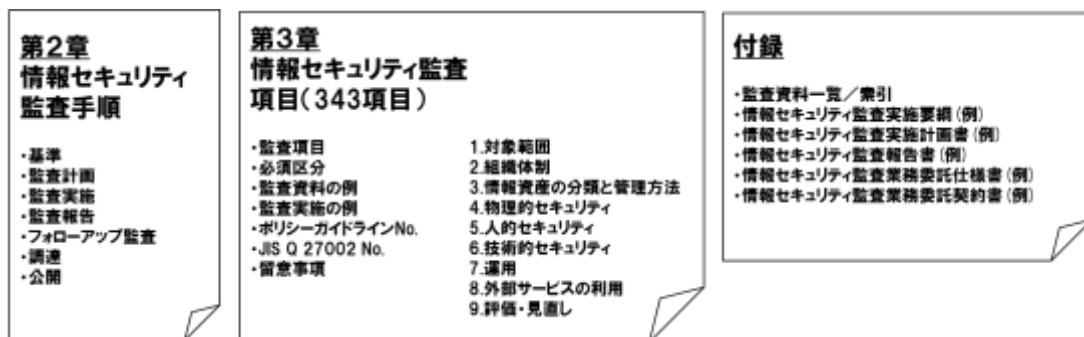 第2章
情報セキュリティ
監査手順
・基準
・監査計画
・監査実施
・監査報告
・フォローアップ監査
・調達
・公開
第3章
情報セキュリティ監査
項目(343項目)
・監査項目
・必須区分
・監査資料の例
・監査実施の例
・ポリシーガイドラインNo.
・JIS Q 27002 No.
・留意事項
1.対象範囲
2.組織体制
3.情報資産の分類と管理方法
4.物理的セキュリティ
5.人的セキュリティ
6.技術的セキュリティ
7.運用
8.外部サービスの利用
9.評価・見直し
付録
・監査資料一覧／索引
・情報セキュリティ監査実施要綱(例)
・情報セキュリティ監査実施計画書(例)
・情報セキュリティ監査報告書(例)
・情報セキュリティ監査業務委託仕様書(例)
・情報セキュリティ監査業務委託契約書(例)